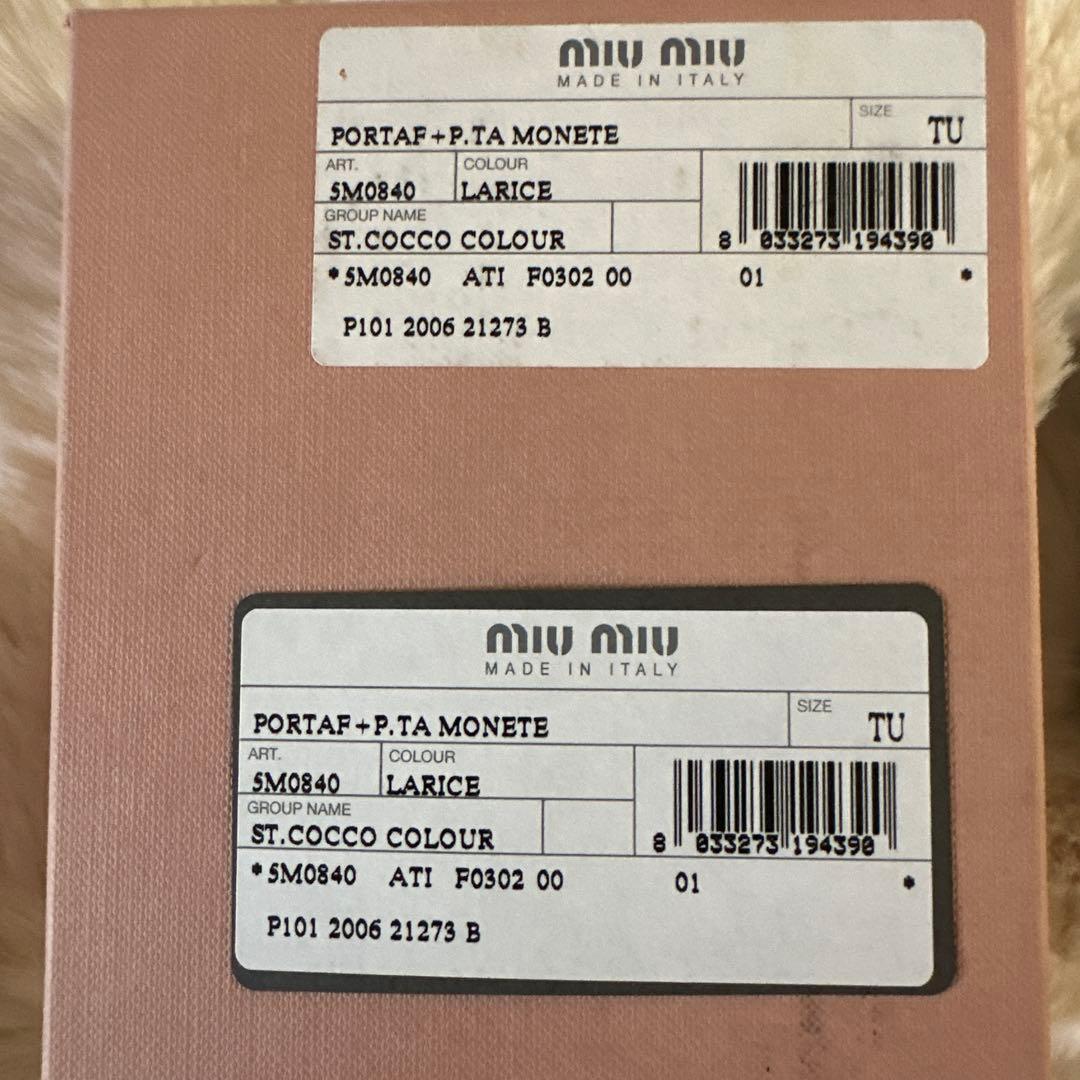 MIU MIU
MADE IN ITALY
PORTAF+P.TA MONETE
SIZE
TU
ART.
5M0840
COLOUR
LARICE
GROUP NAME
ST.COCCO COLOUR
8 033273 194390
*5M0840 ATI F0302 00 01 *
P101 2006 21273 B
MIU MIU
MADE IN ITALY
PORTAF+P.TA MONETE
SIZE
TU
ART.
5M0840
COLOUR
LARICE
GROUP NAME
ST.COCCO COLOUR
8 033273 194390
*5M0840 ATI F0302 00 01 *
P101 2006 21273 B